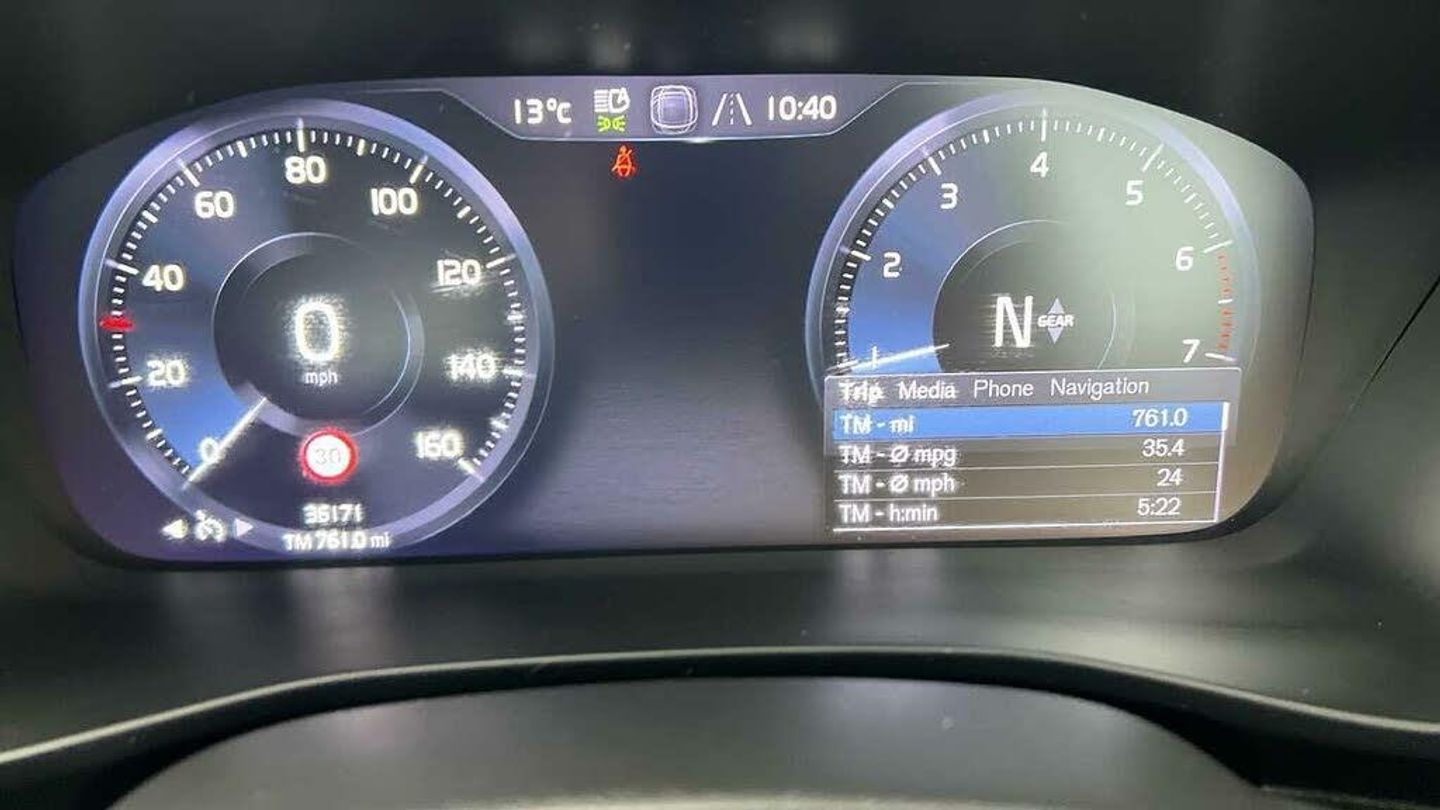 13°C 10:40
80
60 100
40 120
20 140
0 160
0
mph
30
36171
TM 761.0 mi
4
3 5
2 6
1 7
N GEAR
Trip Media Phone Navigation
TM - mi 761.0
TM - Ø mpg 35.4
TM - Ø mph 24
TM - h:min 5:22